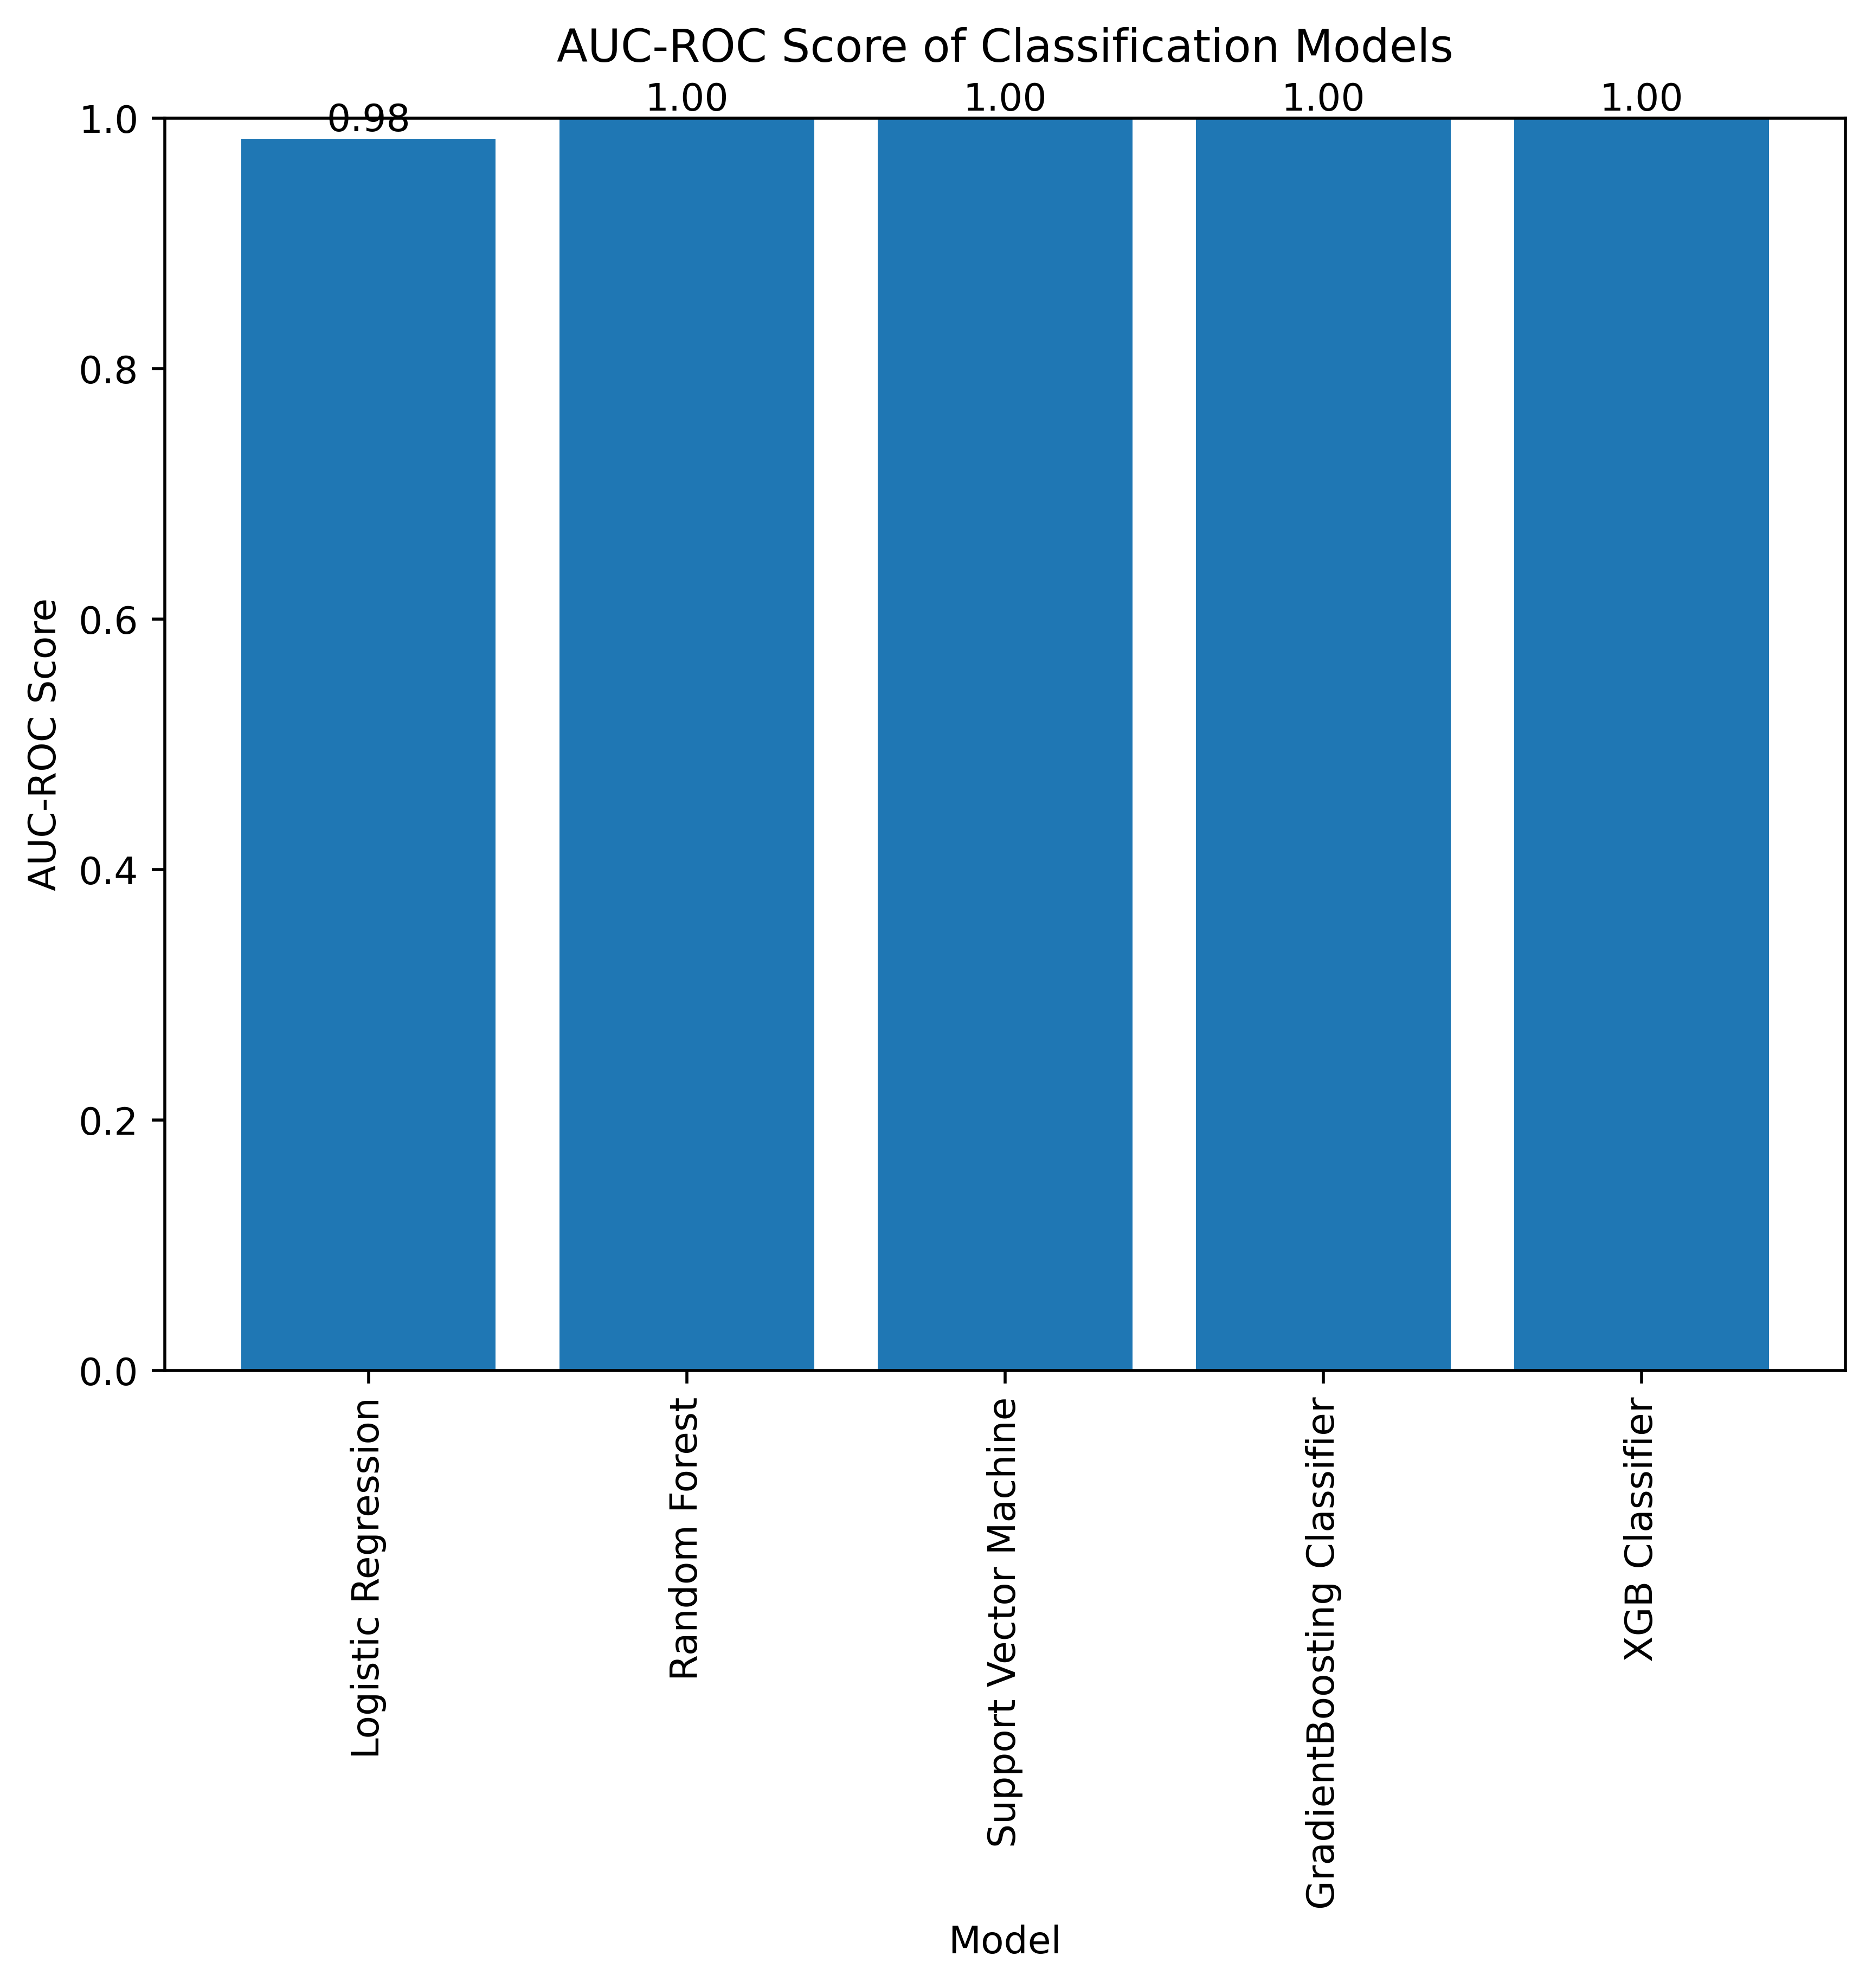 AUC-ROC Score of Classification Models
0.98
1.00
1.00
1.00
1.00
1.0
0.8
0.6
0.4
0.2
0.0
AUC-ROC Score
Logistic Regression
Random Forest
Support Vector Machine
GradientBoosting Classifier
XGB Classifier
Model